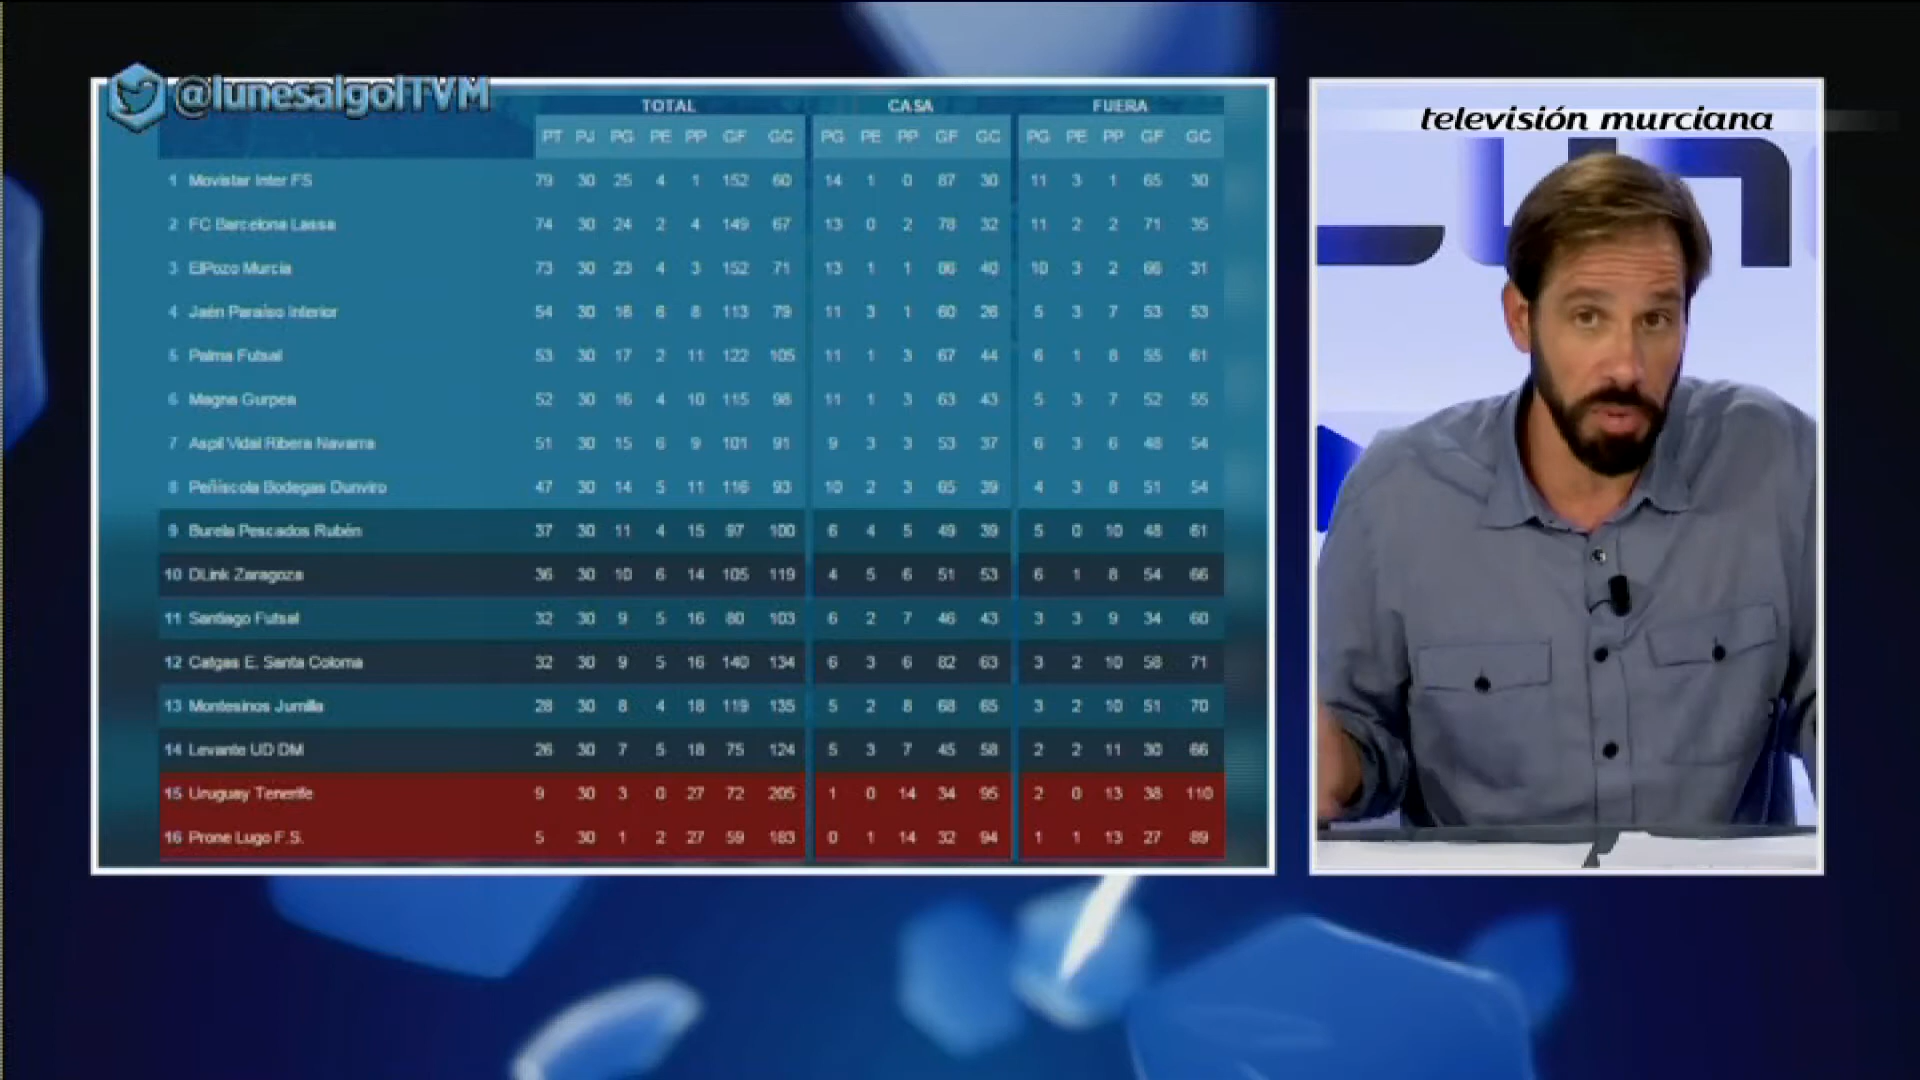 @lunesalgolTVM
televisión murciana
TOTAL CASA FUERA
PT PJ PG PE PP GF GC PG PE PP GF GC PG PE PP GF GC
1 Movistar Inter FS 79 30 25 4 1 152 60 14 1 0 87 30 11 3 1 65 30
2 FC Barcelona Lassa 74 30 24 2 4 149 67 13 0 2 78 32 11 2 2 71 35
3 ElPozo Murcia 73 30 23 4 3 152 71 13 1 1 86 40 10 3 2 66 31
4 Jaén Paraíso Interior 54 30 16 6 8 113 79 11 3 1 60 26 5 3 7 53 53
5 Palma Futsal 53 30 17 2 11 122 105 11 1 3 67 44 6 1 8 55 61
6 Magna Gurpea 52 30 16 4 10 115 98 11 1 3 63 43 5 3 7 52 55
7 Aspil Vidal Ribera Navarra 51 30 15 6 9 101 91 9 3 3 53 37 6 3 6 48 54
8 Peñíscola Bodegas Dunviro 47 30 14 5 11 116 93 10 2 3 65 39 4 3 8 51 54
9 Burela Pescados Rubén 37 30 11 4 15 97 100 6 4 5 49 39 5 0 10 48 61
10 DLink Zaragoza 36 30 10 6 14 105 119 4 5 6 51 53 6 1 8 54 66
11 Santiago Futsal 32 30 9 5 16 80 103 6 2 7 46 43 3 3 9 34 60
12 Catgas E. Santa Coloma 32 30 9 5 16 140 134 6 3 6 82 63 3 2 10 58 71
13 Montesinos Jumilla 28 30 8 4 18 119 135 5 2 8 68 65 3 2 10 51 70
14 Levante UD DM 26 30 7 5 18 75 124 5 3 7 45 58 2 2 11 30 66
15 Uruguay Tenerife 9 30 3 0 27 72 205 1 0 14 34 95 2 0 13 38 110
16 Prone Lugo F.S. 5 30 1 2 27 59 183 0 1 14 32 94 1 1 13 27 89